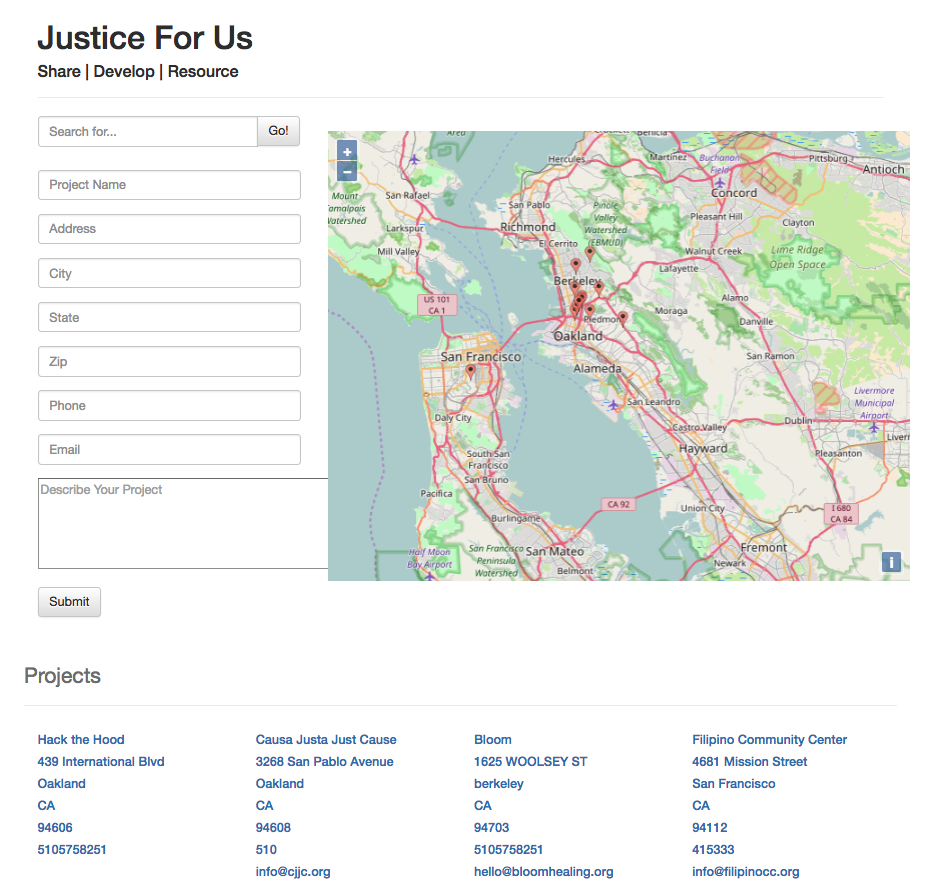 Justice For Us
Share | Develop | Resource
Search for...
Go!
Project Name
Address
City
State
Zip
Phone
Email
Describe Your Project
Submit
+
−
Area
Benicia
Hercules
Martinez
Buchanan
Field
Pittsburg
Antioch
Concord
Mount
Tamalpais
Watershed
San Rafael
San Pablo
Pinole
Valley
Watershed
(EBMUD)
Pleasant Hill
Clayton
Larkspur
Richmond
El Cerrito
Mill Valley
Walnut Creek
Lime Ridge
Open Space
Lafayette
Berkeley
US 101
CA 1
Alamo
Moraga
Piedmont
Danville
Oakland
San Francisco
San Ramon
Alameda
Livermore
Municipal
Airport
San Leandro
Daly City
Dublin
Castro Valley
Hayward
Pleasanton
South San
Francisco
San Bruno
Pacifica
CA 92
Union City
I 680
CA 84
Burlingame
Half Moon
Bay Airport
San Francisco
Peninsula
Watershed
San Mateo
Fremont
Newark
Belmont
i
Projects
Hack the Hood
439 International Blvd
Oakland
CA
94606
5105758251
Causa Justa Just Cause
3268 San Pablo Avenue
Oakland
CA
94608
510
info@cjjc.org
Bloom
1625 WOOLSEY ST
berkeley
CA
94703
5105758251
hello@bloomhealing.org
Filipino Community Center
4681 Mission Street
San Francisco
CA
94112
415333
info@filipinocc.org